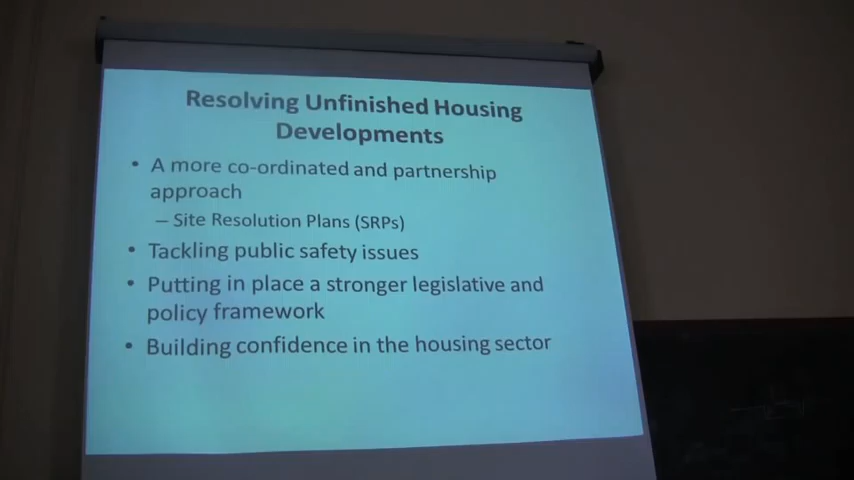 Resolving Unfinished Housing
Developments
• A more co-ordinated and partnership
approach
– Site Resolution Plans (SRPs)
• Tackling public safety issues
• Putting in place a stronger legislative and
policy framework
• Building confidence in the housing sector